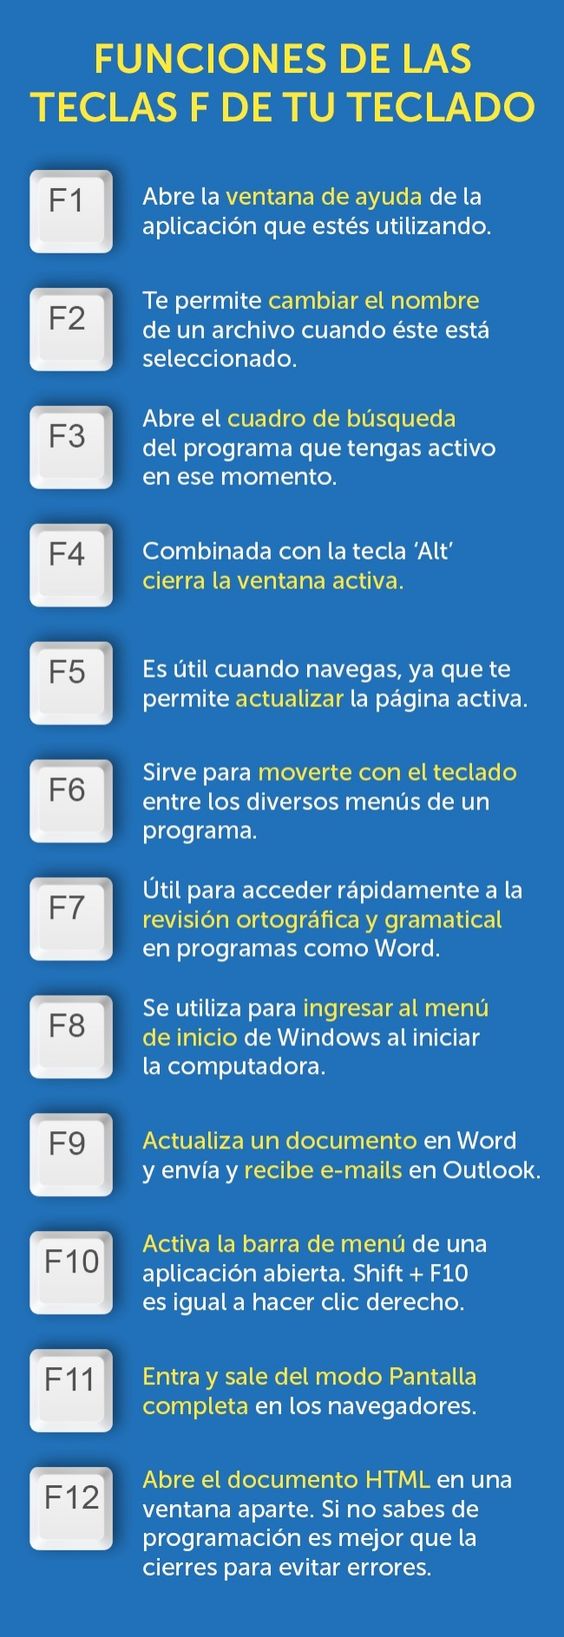 FUNCIONES DE LAS
TECLAS F DE TU TECLADO
F1
Abre la ventana de ayuda de la
aplicación que estés utilizando.
F2
Te permite cambiar el nombre
de un archivo cuando éste está
seleccionado.
F3
Abre el cuadro de búsqueda
del programa que tengas activo
en ese momento.
F4
Combinada con la tecla ‘Alt’
cierra la ventana activa.
F5
Es útil cuando navegas, ya que te
permite actualizar la página activa.
F6
Sirve para moverte con el teclado
entre los diversos menús de un
programa.
F7
Útil para acceder rápidamente a la
revisión ortográfica y gramatical
en programas como Word.
F8
Se utiliza para ingresar al menú
de inicio de Windows al iniciar
la computadora.
F9
Actualiza un documento en Word
y envía y recibe e-mails en Outlook.
F10
Activa la barra de menú de una
aplicación abierta. Shift + F10
es igual a hacer clic derecho.
F11
Entra y sale del modo Pantalla
completa en los navegadores.
F12
Abre el documento HTML en una
ventana aparte. Si no sabes de
programación es mejor que la
cierres para evitar errores.